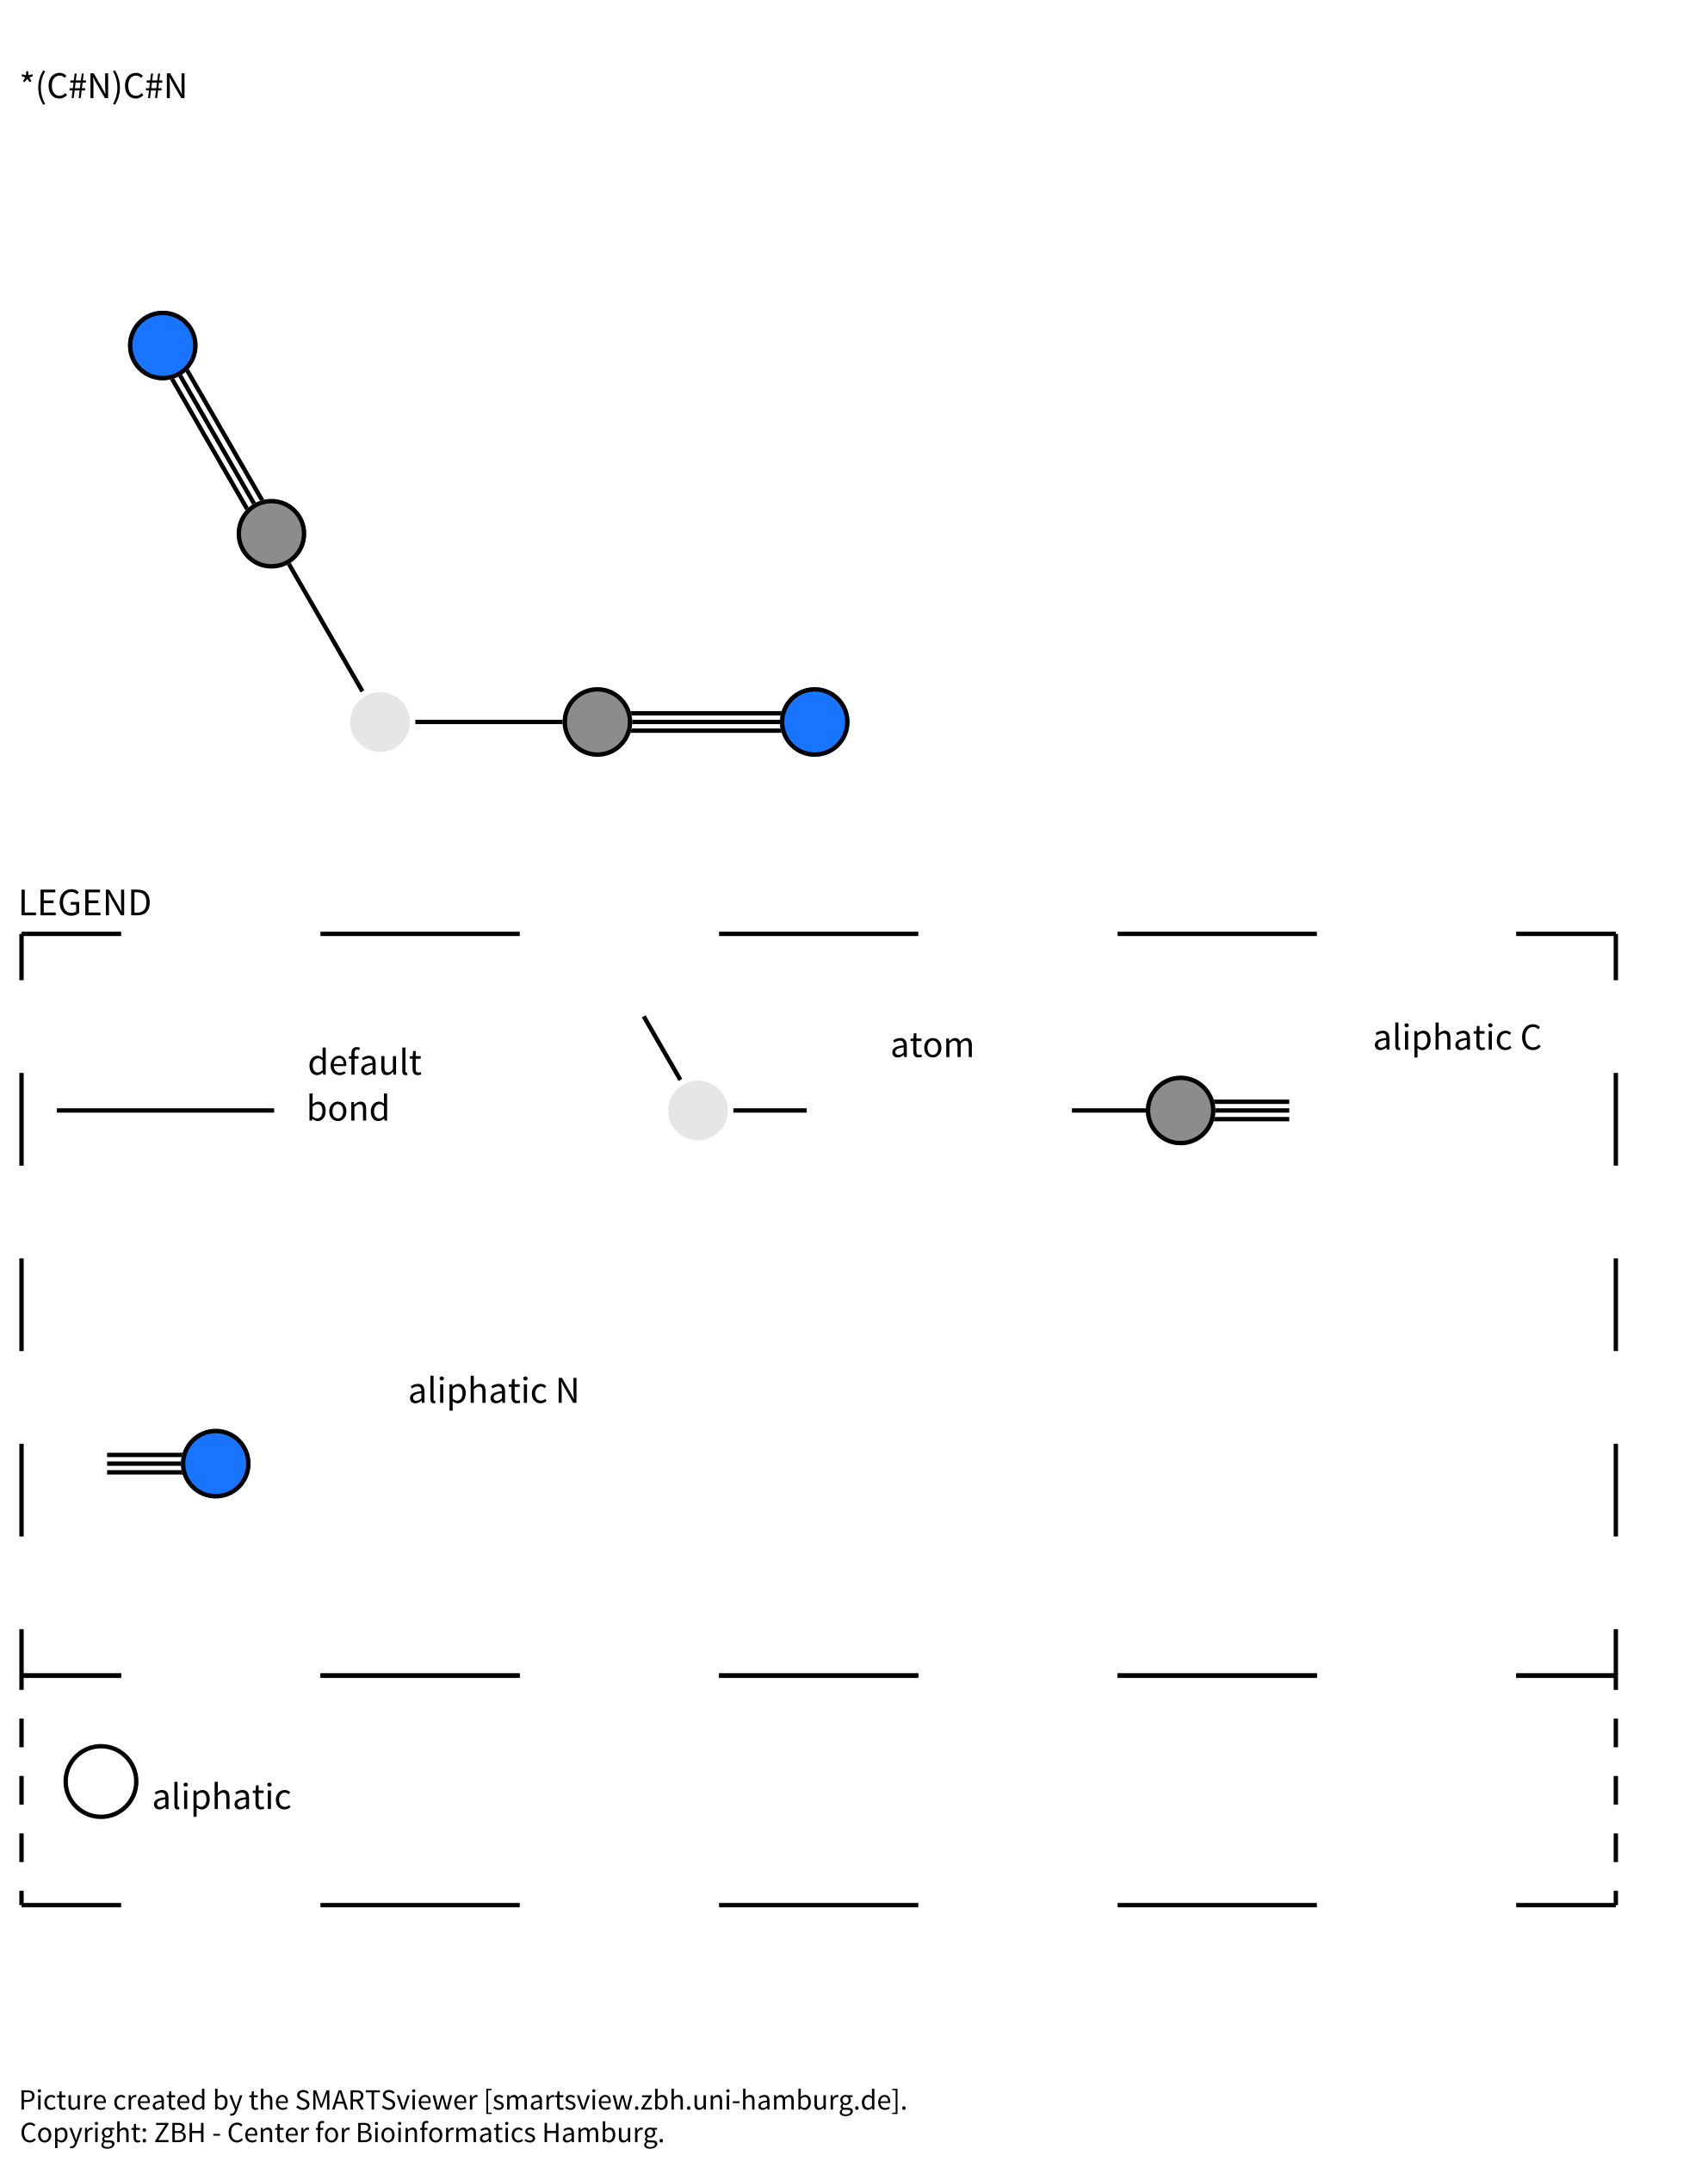 *(C#N)C#N
LEGEND
default
bond
atom
aliphatic C
aliphatic N
aliphatic
Picture created by the SMARTSviewer [smartsview.zbh.uni-hamburg.de].
Copyright: ZBH - Center for Bioinformatics Hamburg.